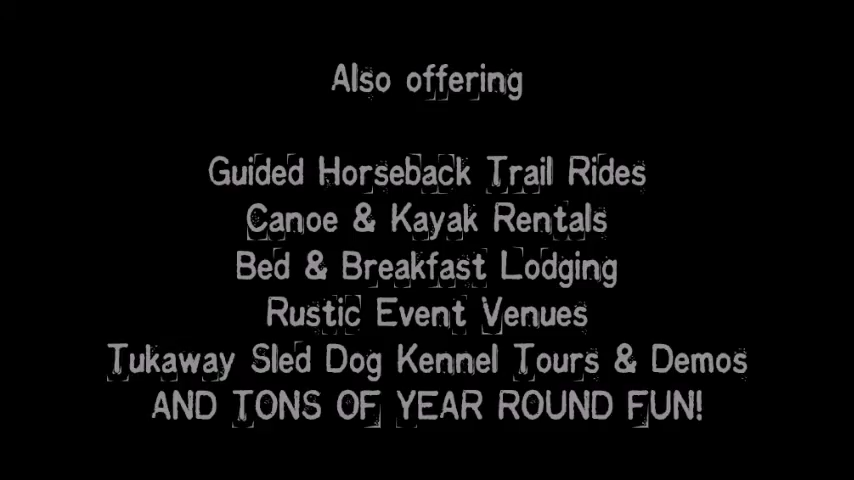 Also offering
Guided Horseback Trail Rides
Canoe & Kayak Rentals
Bed & Breakfast Lodging
Rustic Event Venues
Tukaway Sled Dog Kennel Tours & Demos
AND TONS OF YEAR ROUND FUN!